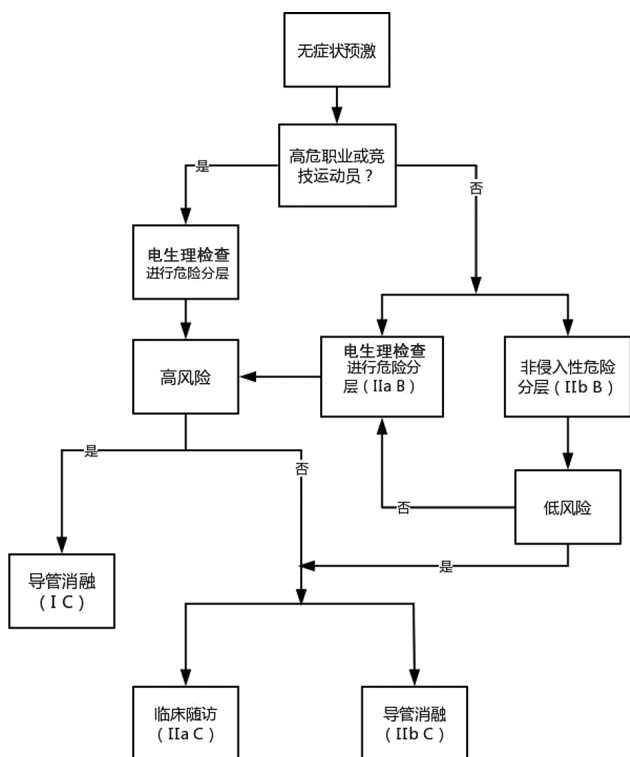 无症状预激
高危职业或竞
技运动员？
是
否
电生理检查
进行危险分层
高风险
电生理检查
进行危险分
层（IIa B）
非侵入性危险
分层（IIb B）
是
否
否
低风险
是
导管消融
（I C）
临床随访
（IIa C）
导管消融
（IIb C）